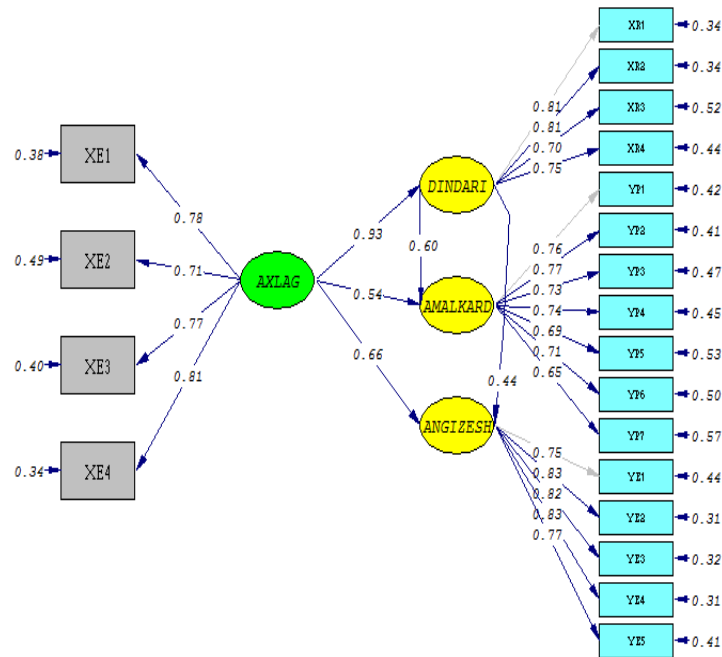 XR1
0.34
XR2
0.34
XR3
0.52
XR4
0.44
YP1
0.42
YP2
0.41
YP3
0.47
YP4
0.45
YP5
0.53
YP6
0.50
YP7
0.57
YE1
0.44
YE2
0.31
YE3
0.32
YE4
0.31
YE5
0.41
0.38
XE1
0.49
XE2
0.40
XE3
0.34
XE4
0.78
0.71
0.77
0.81
AXLAG
0.93
0.54
0.66
DINDARI
0.60
AMALKARD
0.44
ANGIZESH
0.81
0.81
0.70
0.75
0.76
0.77
0.73
0.74
0.69
0.71
0.65
0.75
0.83
0.82
0.83
0.77